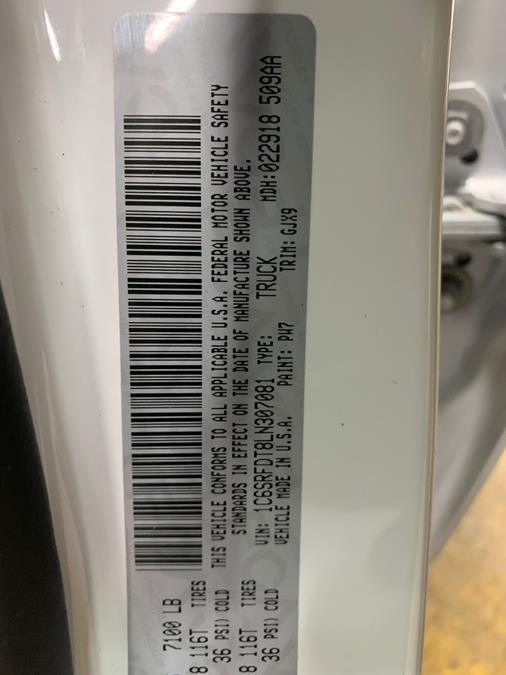 7100 LB
8 116T TIRES
36 PSI) COLD
8 116T TIRES
36 PSI) COLD
THIS VEHICLE CONFORMS TO ALL APPLICABLE U.S.A. FEDERAL MOTOR VEHICLE SAFETY
STANDARDS IN EFFECT ON THE DATE OF MANUFACTURE SHOWN ABOVE.
VIN: 1C6SRFDT8LN307081 TYPE: TRUCK MDH:022918 509AA
VEHICLE MADE IN U.S.A. PAINT: PW7 TRIM: GJX9